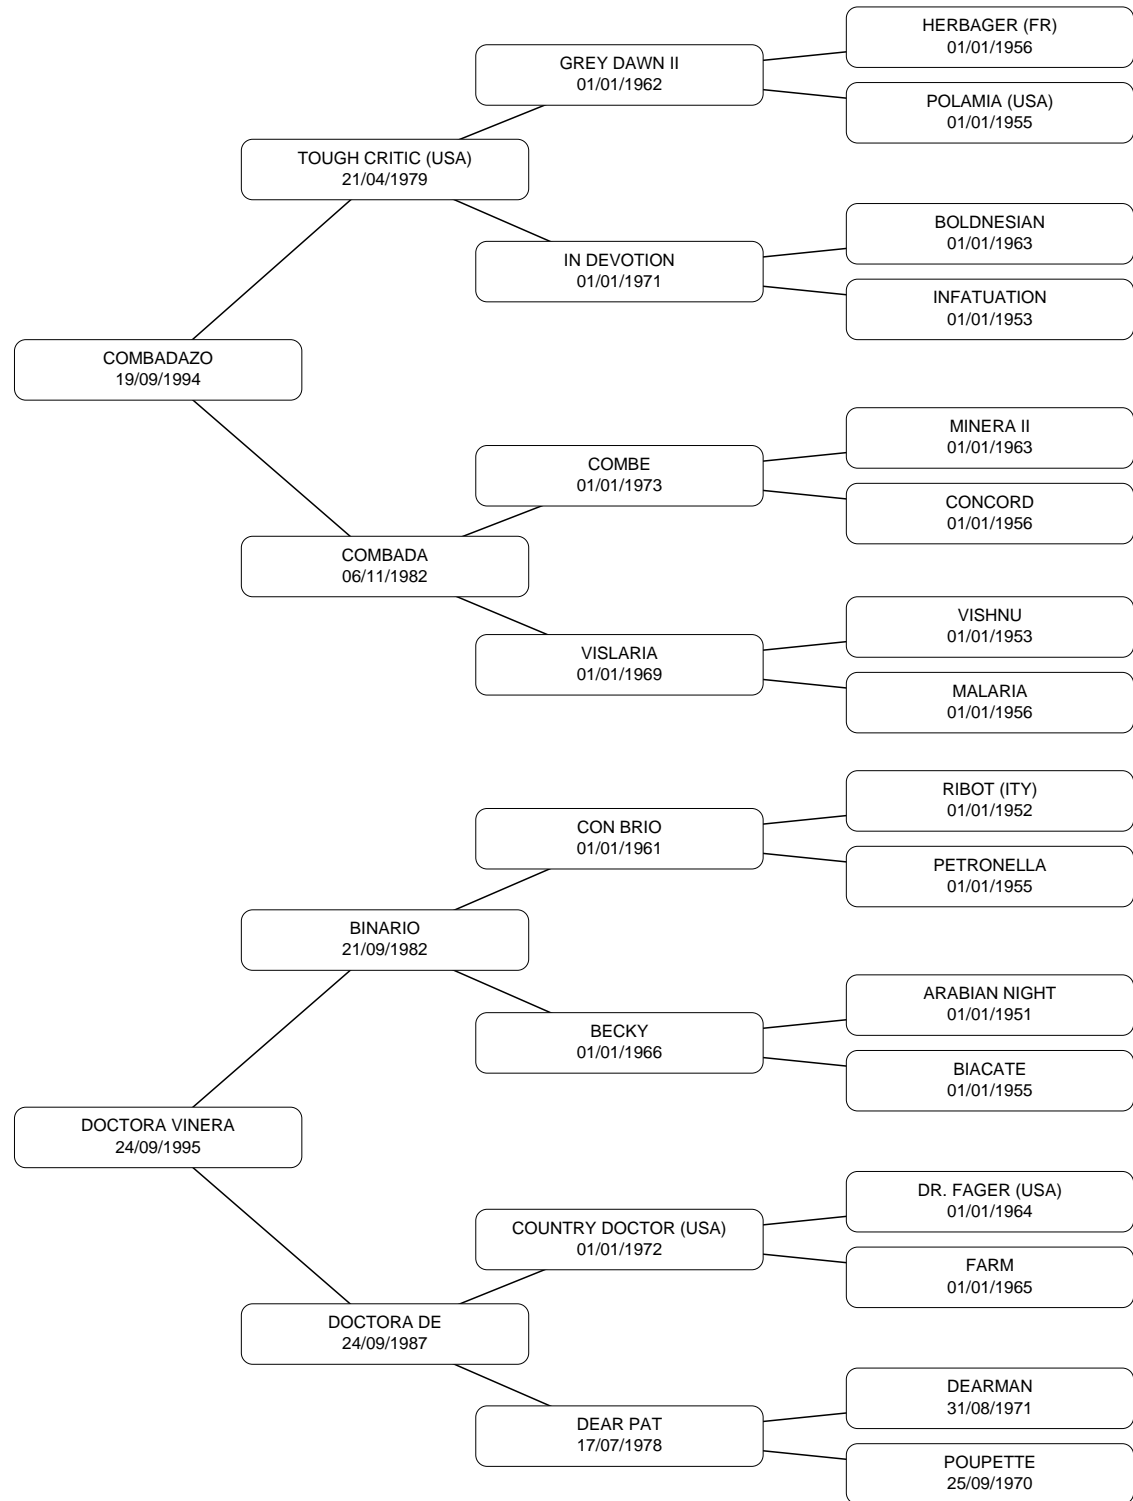 HERBAGER (FR)
01/01/1956
GREY DAWN II
01/01/1962
POLAMIA (USA)
01/01/1955
TOUGH CRITIC (USA)
21/04/1979
BOLDNESIAN
01/01/1963
IN DEVOTION
01/01/1971
INFATUATION
01/01/1953
COMBADAZO
19/09/1994
MINERA II
01/01/1963
COMBE
01/01/1973
CONCORD
01/01/1956
COMBADA
06/11/1982
VISHNU
01/01/1953
VISLARIA
01/01/1969
MALARIA
01/01/1956
RIBOT (ITY)
01/01/1952
CON BRIO
01/01/1961
PETRONELLA
01/01/1955
BINARIO
21/09/1982
ARABIAN NIGHT
01/01/1951
BECKY
01/01/1966
BIACATE
01/01/1955
DOCTORA VINERA
24/09/1995
DR. FAGER (USA)
01/01/1964
COUNTRY DOCTOR (USA)
01/01/1972
FARM
01/01/1965
DOCTORA DE
24/09/1987
DEARMAN
31/08/1971
DEAR PAT
17/07/1978
POUPETTE
25/09/1970